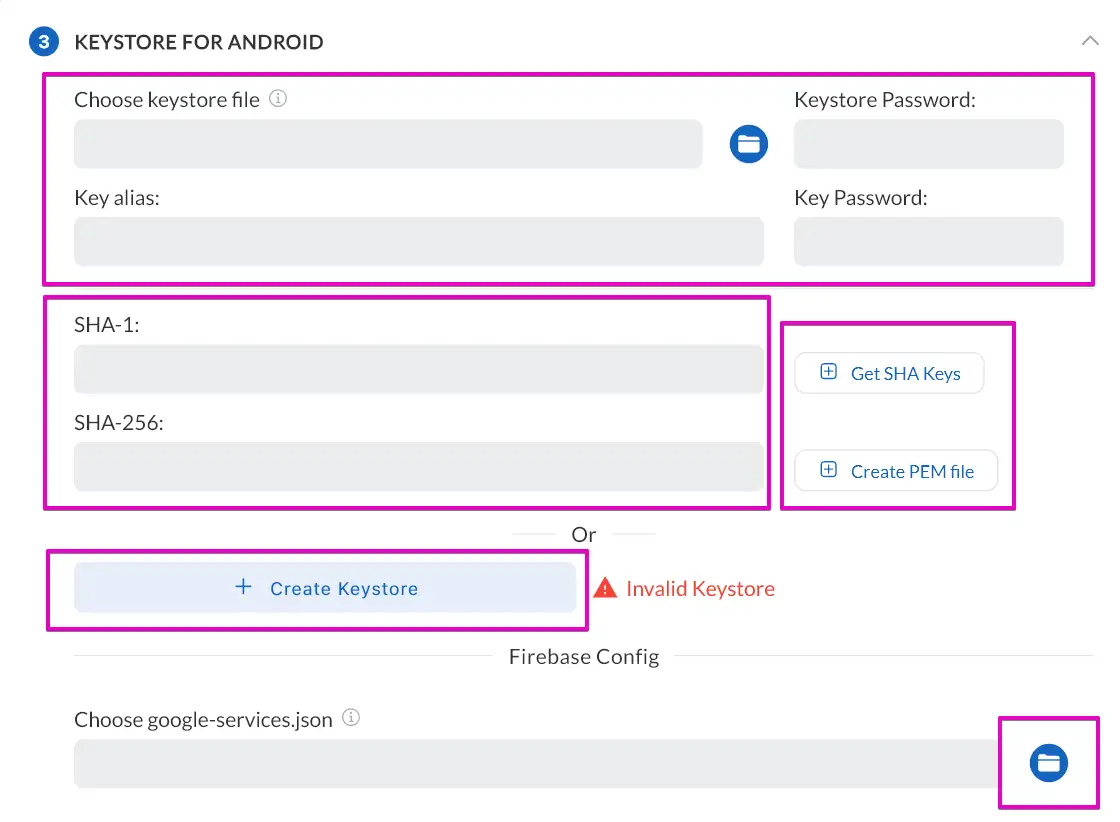 3 KEYSTORE FOR ANDROID
Choose keystore file
Keystore Password:
Key alias:
Key Password:
SHA-1:
Get SHA Keys
SHA-256:
Create PEM file
Or
+ Create Keystore
Invalid Keystore
Firebase Config
Choose google-services.json